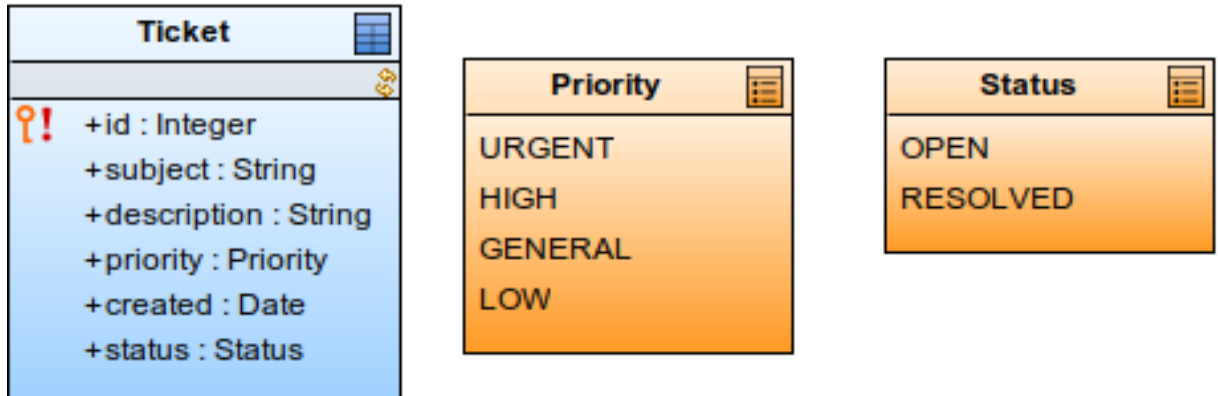 Ticket
+id : Integer
+subject : String
+description : String
+priority : Priority
+created : Date
+status : Status
Priority
URGENT
HIGH
GENERAL
LOW
Status
OPEN
RESOLVED